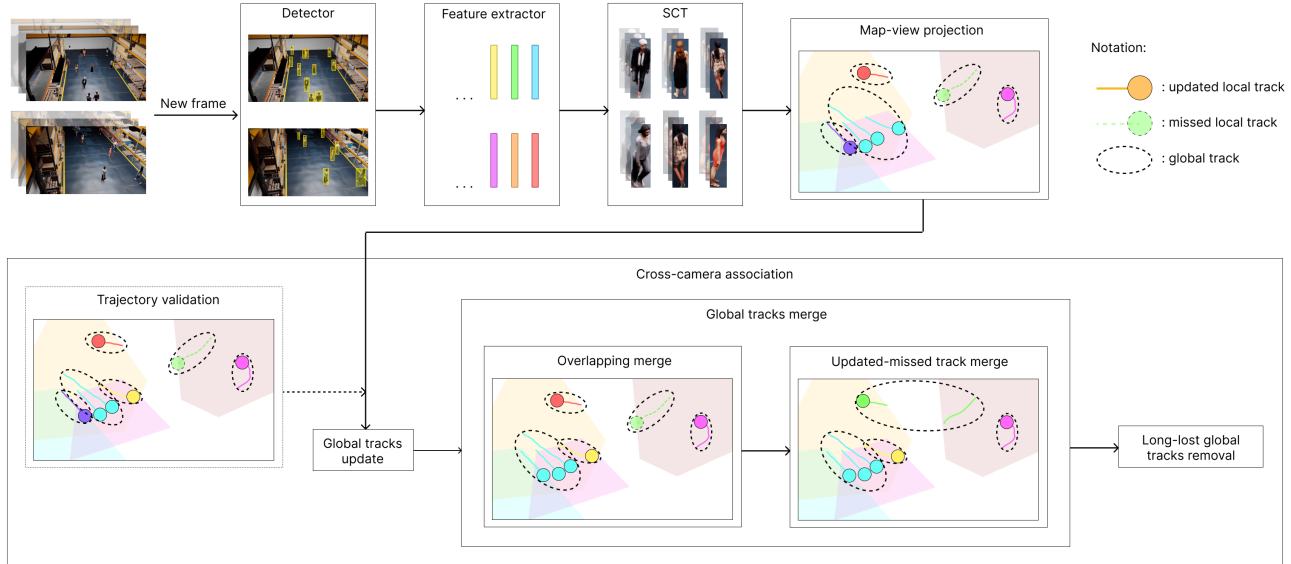 Detector
Feature extractor
SCT
Map-view projection
New frame
. . .
. . .
Notation:
: updated local track
: missed local track
: global track
Cross-camera association
Trajectory validation
Global tracks
update
Global tracks merge
Overlapping merge
Updated-missed track merge
Long-lost global
tracks removal